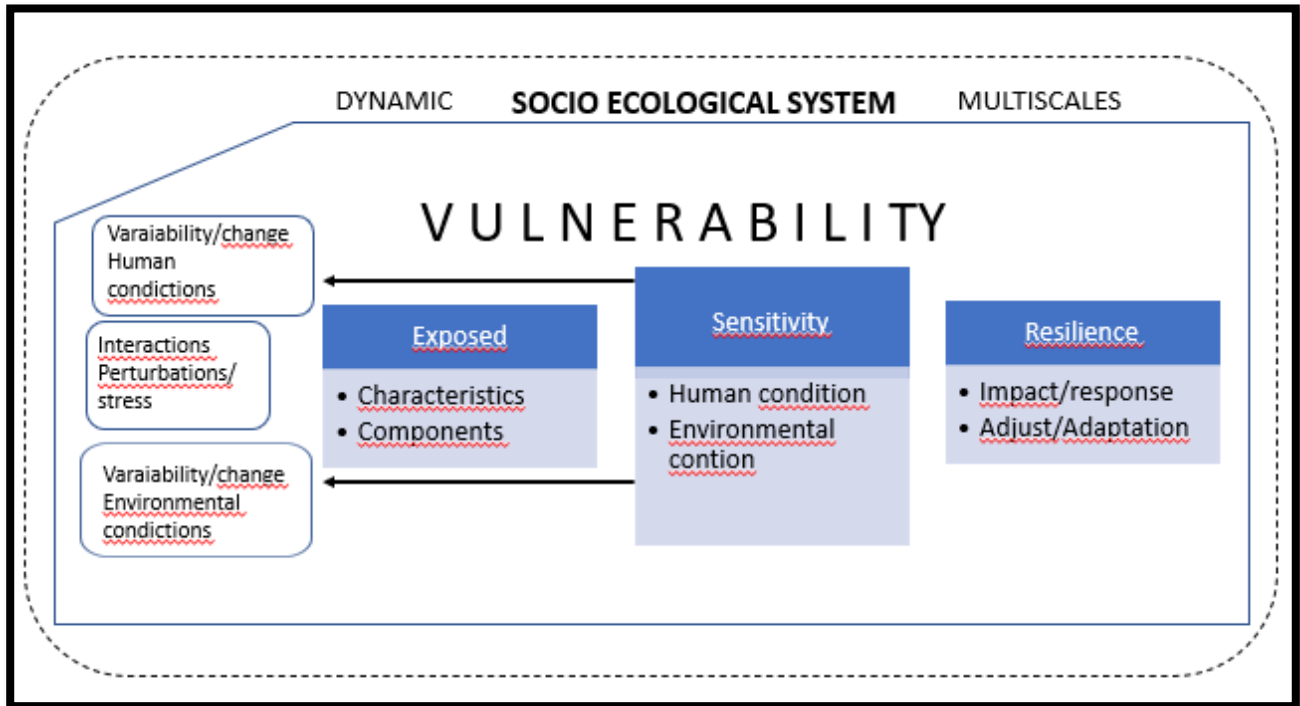 DYNAMIC SOCIO ECOLOGICAL SYSTEM MULTISCALES
V U L N E R A B I L I TY
Varaiability/change
Human
condictions
Interactions
Perturbations/
stress
Varaiability/change
Environmental
condictions
Exposed
• Characteristics
• Components
Sensitivity
• Human condition
• Environmental
contion
Resilience
• Impact/response
• Adjust/Adaptation